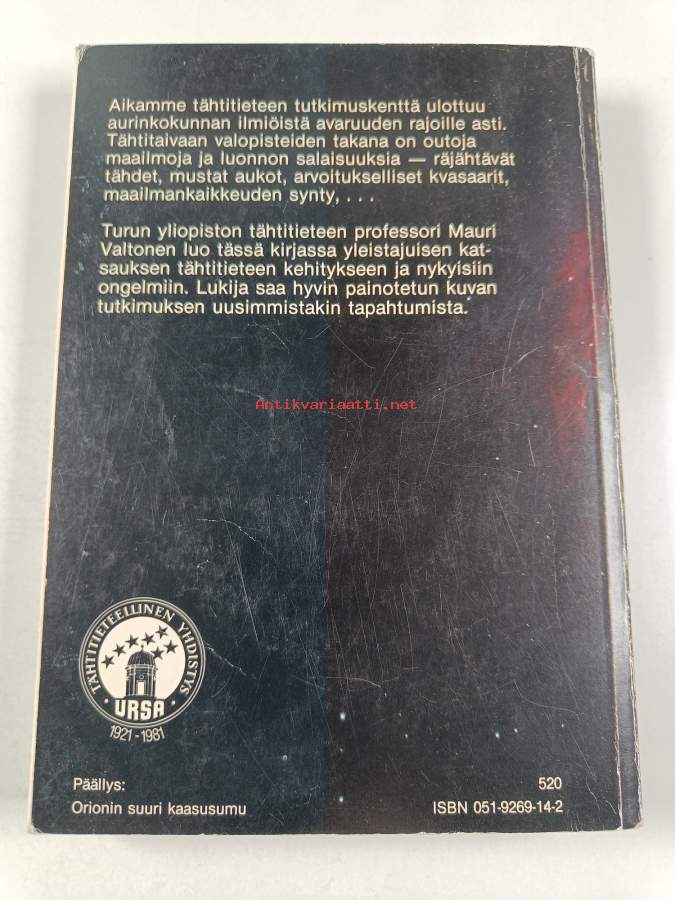 Aikamme tähtitieteen tutkimuskenttä ulottuu
aurinkokunnan ilmiöistä avaruuden rajoille asti.
Tähtitaivaan valopisteiden takana on outoja
maailmoja ja luonnon salaisuuksia — räjähtävät
tähdet, mustat aukot, arvoitukselliset kvasaarit,
maailmankaikkeuden synty, . . .
Turun yliopiston tähtitieteen professori Mauri
Valtonen luo tässä kirjassa yleistajuisen kat-
sauksen tähtitieteen kehitykseen ja nykyisiin
ongelmiin. Lukija saa hyvin painotetun kuvan
tutkimuksen uusimmistakin tapahtumista.
Antikvariaatti.net
· TÄHTITIETEELLINEN YHDISTYS ·
URSA
1921-1981
Päällys:
Orionin suuri kaasusumu
520
ISBN 051-9269-14-2